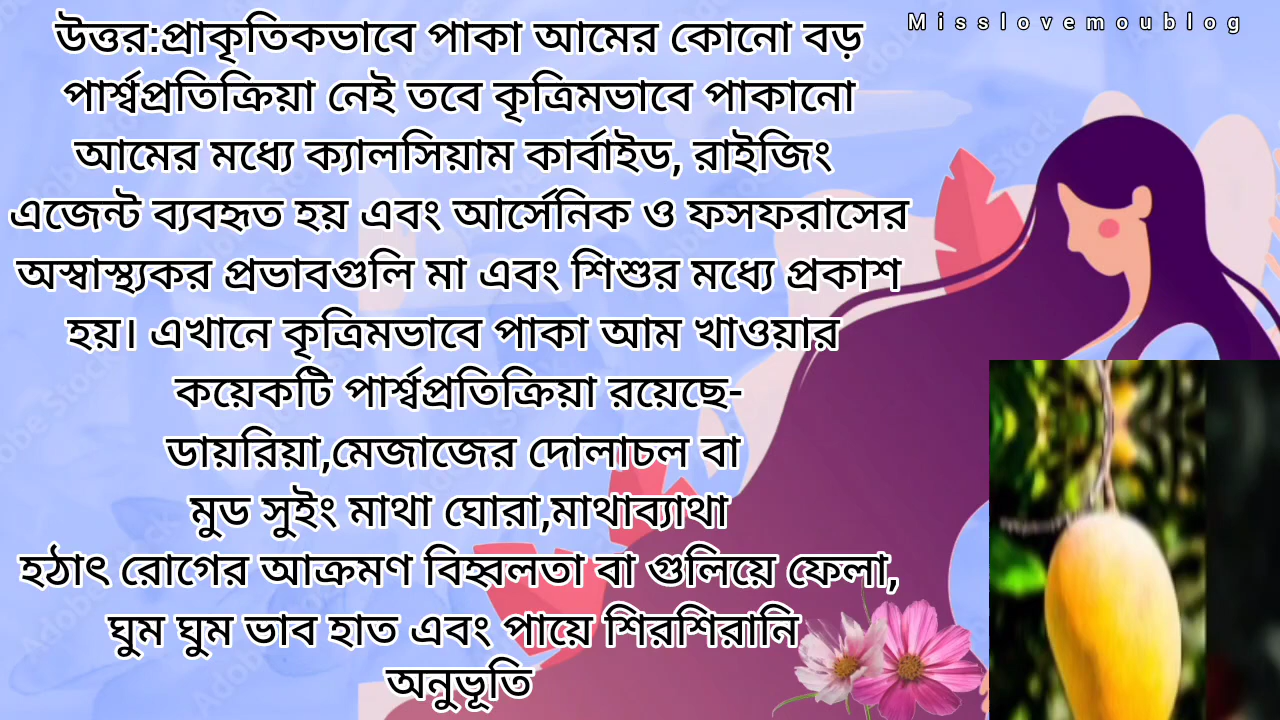 Misslovemoublog
উত্তর:প্রাকৃতিকভাবে পাকা আমের কোনো বড়
পার্শ্বপ্রতিক্রিয়া নেই তবে কৃত্রিমভাবে পাকানো
আমের মধ্যে ক্যালসিয়াম কার্বাইড, রাইজিং
এজেন্ট ব্যবহৃত হয় এবং আর্সেনিক ও ফসফরাসের
অস্বাস্থ্যকর প্রভাবগুলি মা এবং শিশুর মধ্যে প্রকাশ
হয়। এখানে কৃত্রিমভাবে পাকা আম খাওয়ার
কয়েকটি পার্শ্বপ্রতিক্রিয়া রয়েছে-
ডায়রিয়া,মেজাজের দোলাচল বা
মুড সুইং মাথা ঘোরা,মাথাব্যাথা
হঠাৎ রোগের আক্রমণ বিহ্বলতা বা গুলিয়ে ফেলা,
ঘুম ঘুম ভাব হাত এবং পায়ে শিরশিরানি
অনুভূতি